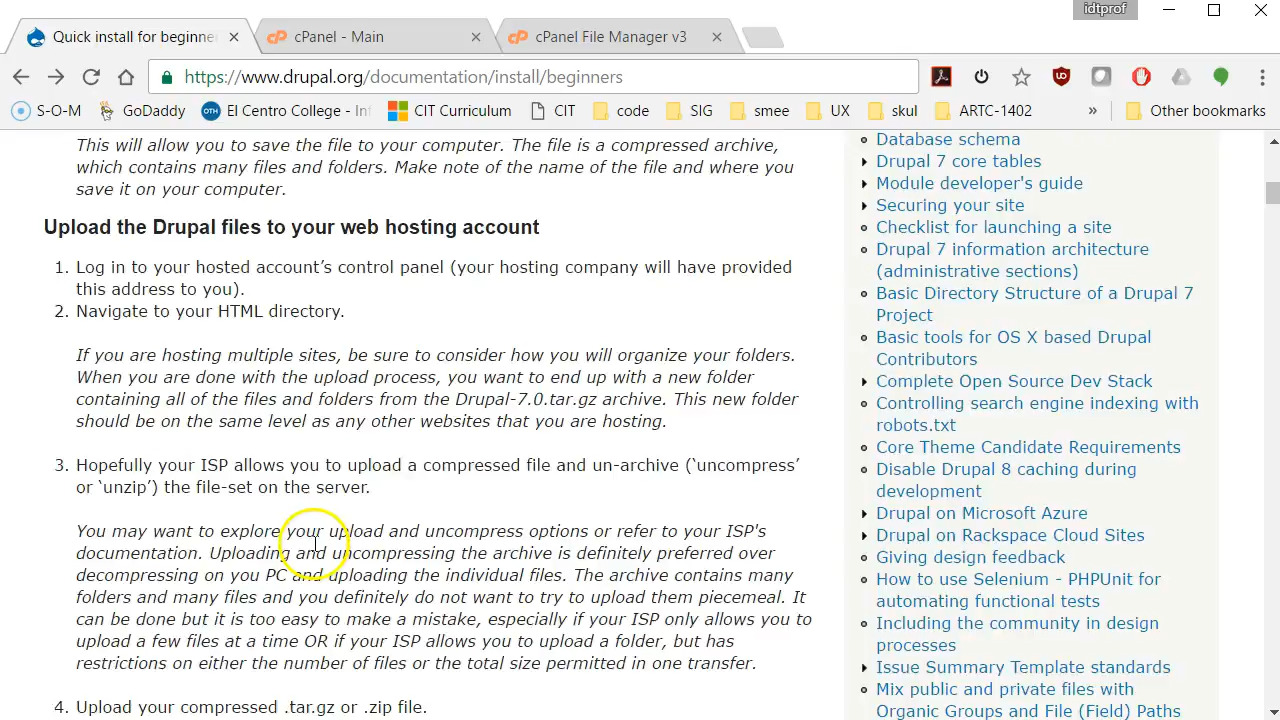 idtprof
Quick install for beginne
cPanel - Main
cPanel File Manager v3
https://www.drupal.org/documentation/install/beginners
S-O-M
GoDaddy
El Centro College - Inf
CIT Curriculum
CIT
code
SIG
smee
UX
skul
ARTC-1402
»
Other bookmarks
This will allow you to save the file to your computer. The file is a compressed archive,
which contains many files and folders. Make note of the name of the file and where you
save it on your computer.
Upload the Drupal files to your web hosting account
1. Log in to your hosted account’s control panel (your hosting company will have provided
this address to you).
2. Navigate to your HTML directory.
If you are hosting multiple sites, be sure to consider how you will organize your folders.
When you are done with the upload process, you want to end up with a new folder
containing all of the files and folders from the Drupal-7.0.tar.gz archive. This new folder
should be on the same level as any other websites that you are hosting.
3. Hopefully your ISP allows you to upload a compressed file and un-archive (‘uncompress’
or ‘unzip’) the file-set on the server.
You may want to explore your upload and uncompress options or refer to your ISP's
documentation. Uploading and uncompressing the archive is definitely preferred over
decompressing on you PC and uploading the individual files. The archive contains many
folders and many files and you definitely do not want to try to upload them piecemeal. It
can be done but it is too easy to make a mistake, especially if your ISP only allows you to
upload a few files at a time OR if your ISP allows you to upload a folder, but has
restrictions on either the number of files or the total size permitted in one transfer.
4. Upload your compressed .tar.gz or .zip file.
Database schema
Drupal 7 core tables
Module developer's guide
Securing your site
Checklist for launching a site
Drupal 7 information architecture
(administrative sections)
Basic Directory Structure of a Drupal 7
Project
Basic tools for OS X based Drupal
Contributors
Complete Open Source Dev Stack
Controlling search engine indexing with
robots.txt
Core Theme Candidate Requirements
Disable Drupal 8 caching during
development
Drupal on Microsoft Azure
Drupal on Rackspace Cloud Sites
Giving design feedback
How to use Selenium - PHPUnit for
automating functional tests
Including the community in design
processes
Issue Summary Template standards
Mix public and private files with
Organic Groups and File (Field) Paths